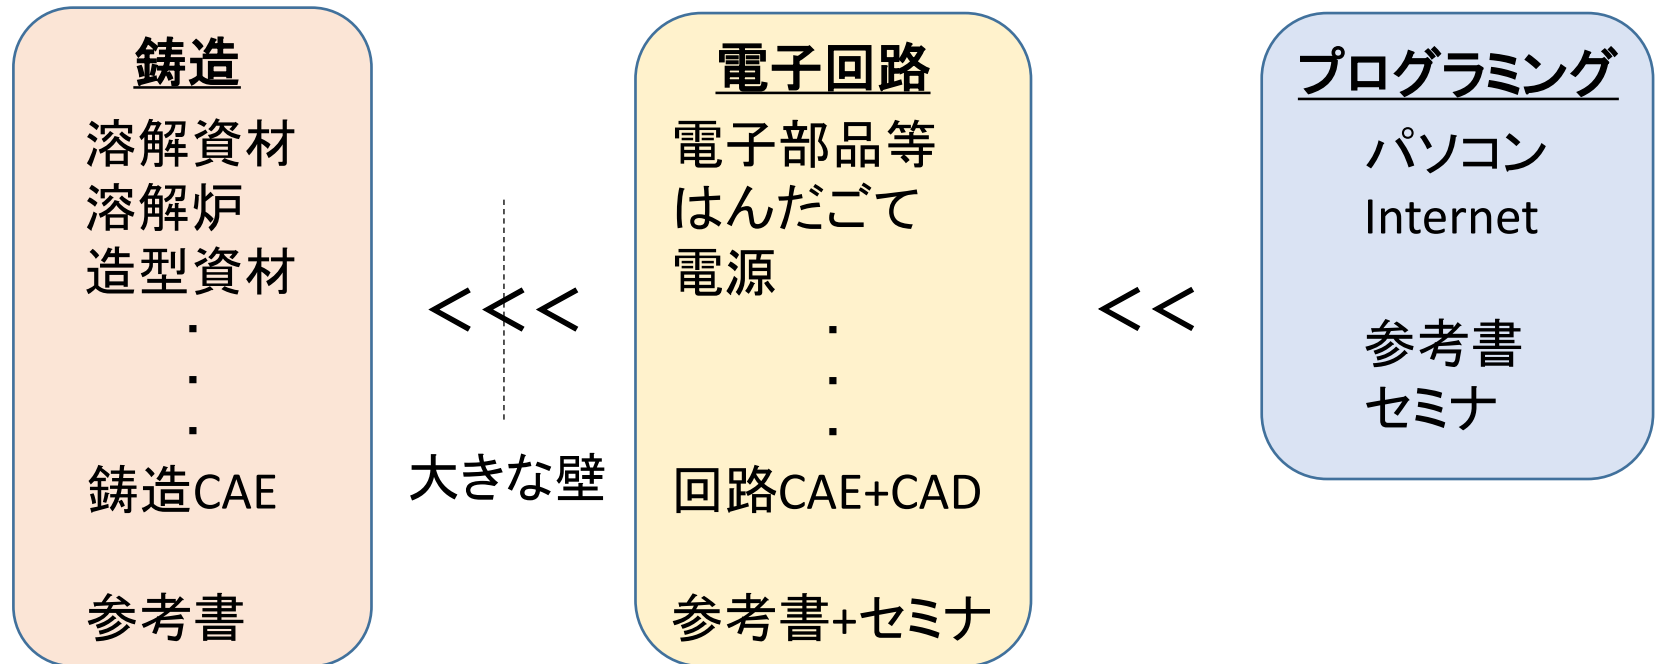 鋳造
溶解資材
溶解炉
造型資材
・
・
・
鋳造CAE
参考書
<<<
大きな壁
電子回路
電子部品等
はんだごて
電源
・
・
・
回路CAE+CAD
参考書+セミナ
<<
プログラミング
パソコン
Internet
参考書
セミナ